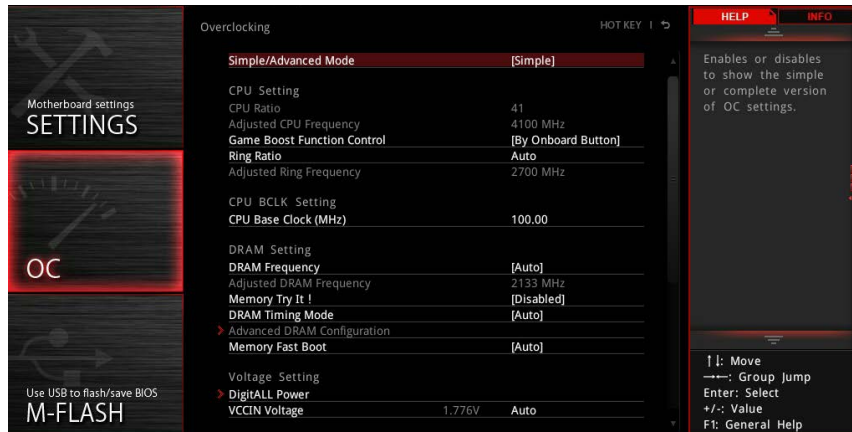 Motherboard settings
SETTINGS
OC
Use USB to flash/save BIOS
M-FLASH
Overclocking
HOT KEY |
Simple/Advanced Mode [Simple]
CPU Setting
CPU Ratio 41
Adjusted CPU Frequency 4100 MHz
Game Boost Function Control [By Onboard Button]
Ring Ratio Auto
Adjusted Ring Frequency 2700 MHz
CPU BCLK Setting
CPU Base Clock (MHz) 100.00
DRAM Setting
DRAM Frequency [Auto]
Adjusted DRAM Frequency 2133 MHz
Memory Try It ! [Disabled]
DRAM Timing Mode [Auto]
Advanced DRAM Configuration
Memory Fast Boot [Auto]
Voltage Setting
DigitALL Power
VCCIN Voltage 1.776V Auto
HELP INFO
Enables or disables
to show the simple
or complete version
of OC settings.
↑↓: Move
→←: Group Jump
Enter: Select
+/-: Value
F1: General Help